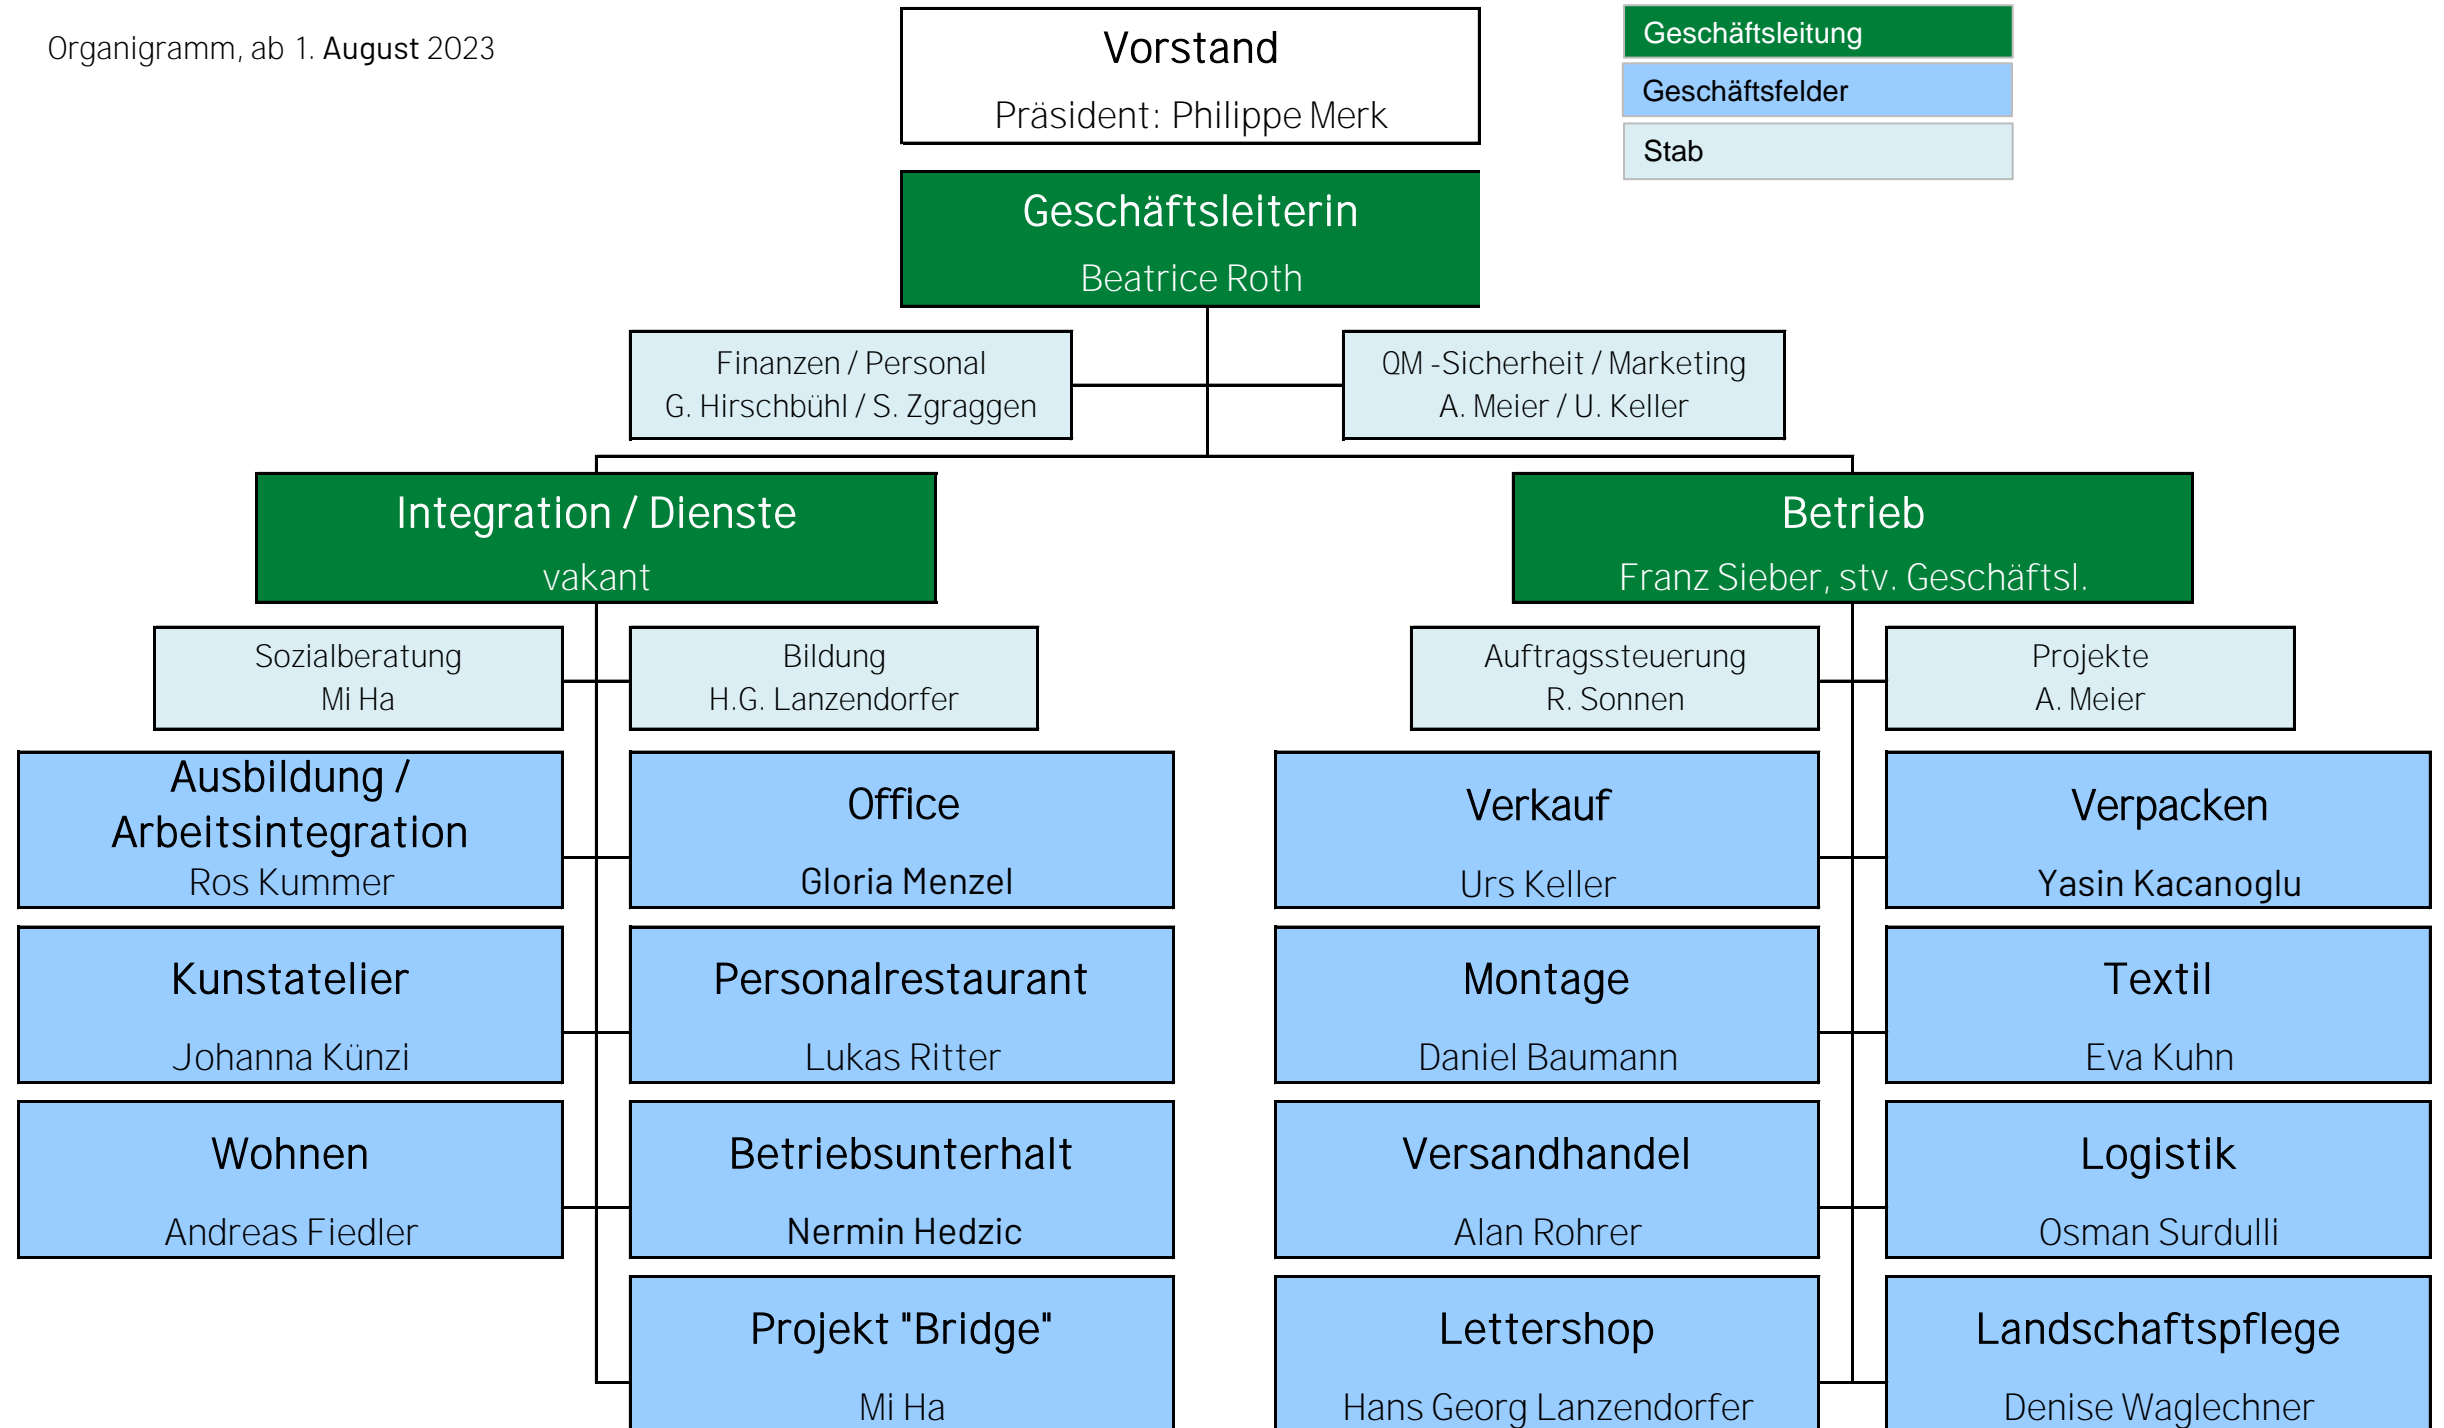 Organigramm, ab 1. August 2023
Vorstand
Präsident: Philippe Merk
Geschäftsleitung
Geschäftsfelder
Stab
Geschäftsleiterin
Beatrice Roth
Finanzen / Personal
G. Hirschbühl / S. Zgraggen
QM -Sicherheit / Marketing
A. Meier / U. Keller
Integration / Dienste
vakant
Betrieb
Franz Sieber, stv. Geschäftsl.
Sozialberatung
Mi Ha
Bildung
H.G. Lanzendorfer
Auftragssteuerung
R. Sonnen
Projekte
A. Meier
Ausbildung /
Arbeitsintegration
Ros Kummer
Office
Gloria Menzel
Verkauf
Urs Keller
Verpacken
Yasin Kacanoglu
Kunstatelier
Johanna Künzi
Personalrestaurant
Lukas Ritter
Montage
Daniel Baumann
Textil
Eva Kuhn
Wohnen
Andreas Fiedler
Betriebsunterhalt
Nermin Hedzic
Versandhandel
Alan Rohrer
Logistik
Osman Surdulli
Projekt "Bridge"
Mi Ha
Lettershop
Hans Georg Lanzendorfer
Landschaftspflege
Denise Waglechner